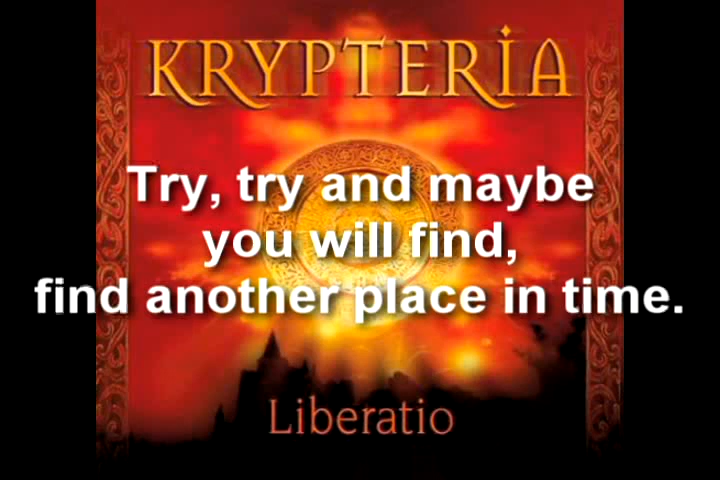 KRYPTERIA
Try, try and maybe
you will find,
find another place in time.
Liberatio